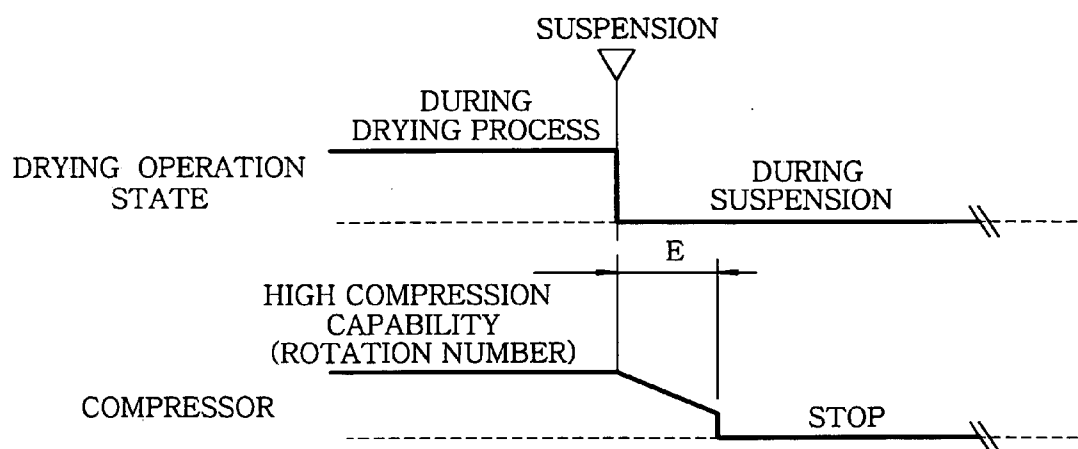 SUSPENSION
DURING
DRYING PROCESS
DRYING OPERATION
STATE
DURING
SUSPENSION
E
HIGH COMPRESSION
CAPABILITY
(ROTATION NUMBER)
COMPRESSOR
STOP